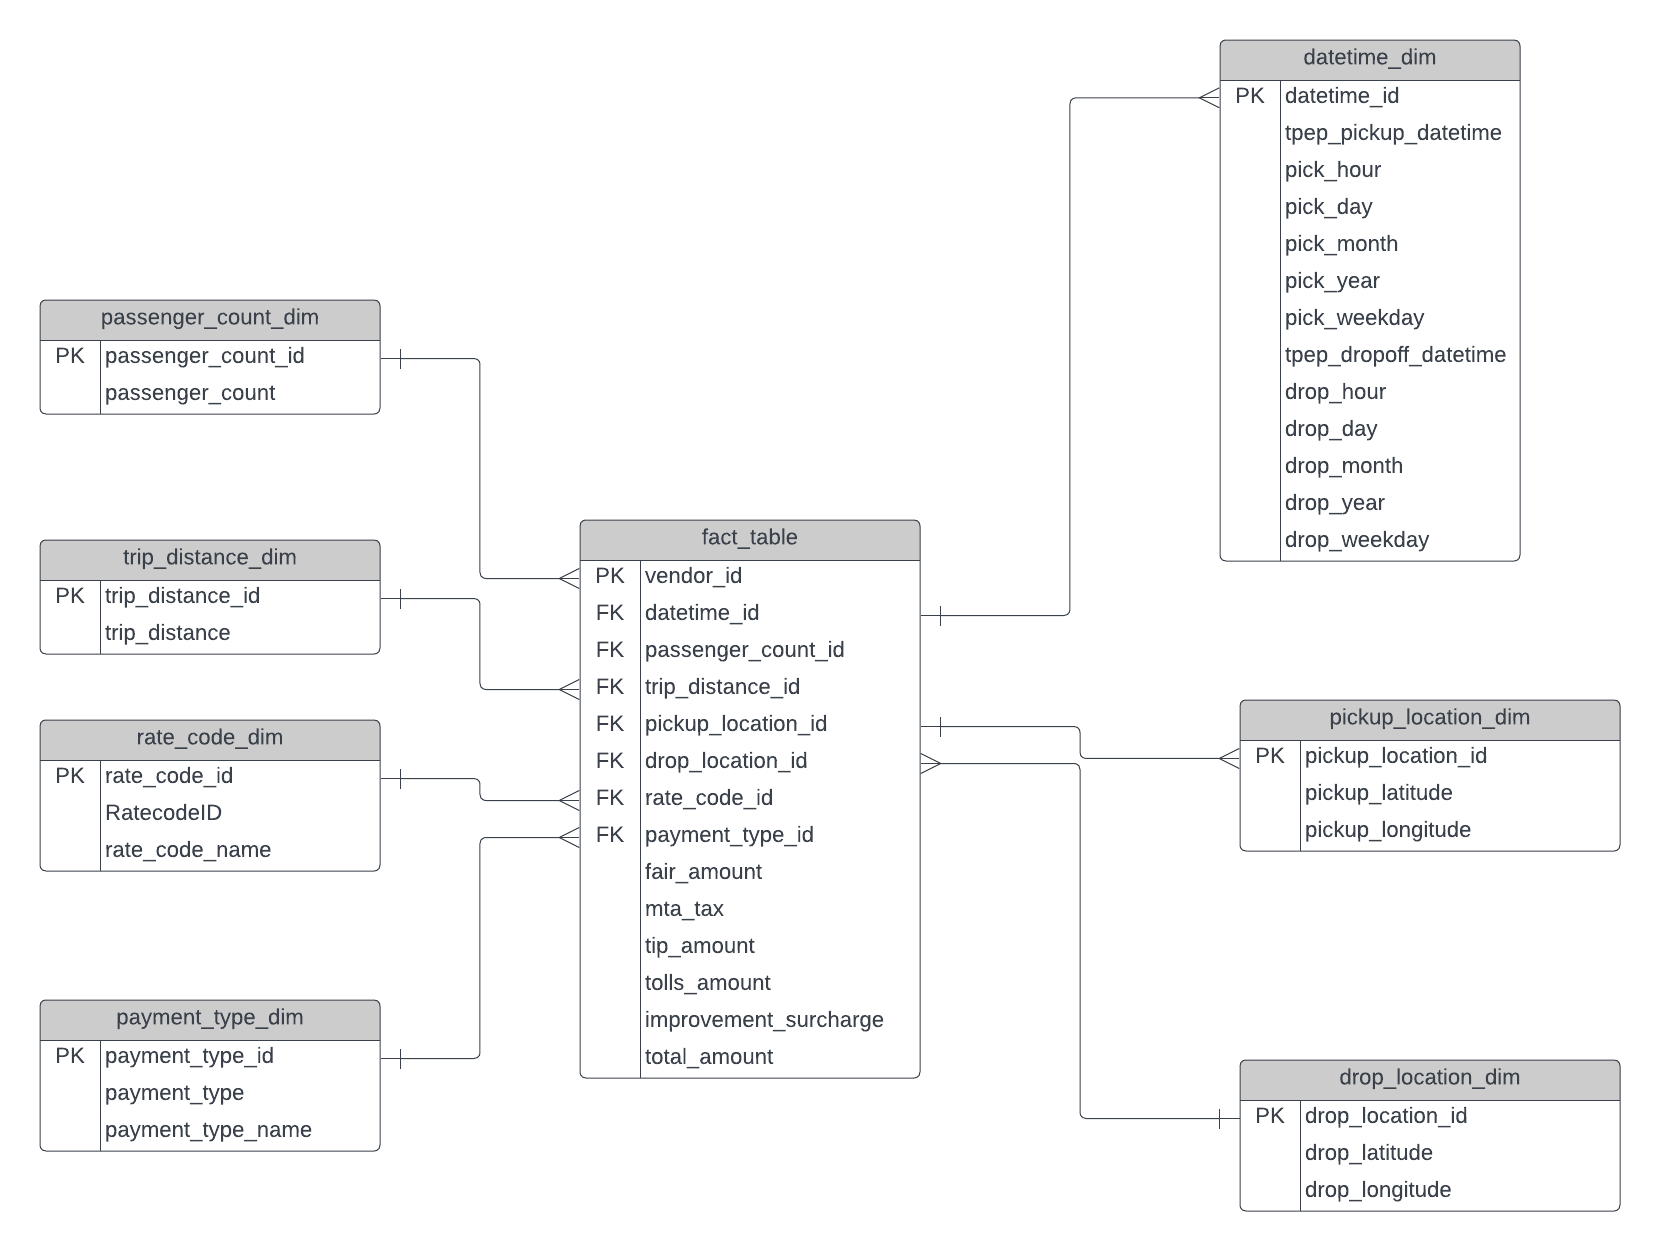 datetime_dim
PK datetime_id
tpep_pickup_datetime
pick_hour
pick_day
pick_month
pick_year
pick_weekday
tpep_dropoff_datetime
drop_hour
drop_day
drop_month
drop_year
drop_weekday
passenger_count_dim
PK passenger_count_id
passenger_count
trip_distance_dim
PK trip_distance_id
trip_distance
rate_code_dim
PK rate_code_id
RatecodeID
rate_code_name
payment_type_dim
PK payment_type_id
payment_type
payment_type_name
fact_table
PK vendor_id
FK datetime_id
FK passenger_count_id
FK trip_distance_id
FK pickup_location_id
FK drop_location_id
FK rate_code_id
FK payment_type_id
fair_amount
mta_tax
tip_amount
tolls_amount
improvement_surcharge
total_amount
pickup_location_dim
PK pickup_location_id
pickup_latitude
pickup_longitude
drop_location_dim
PK drop_location_id
drop_latitude
drop_longitude